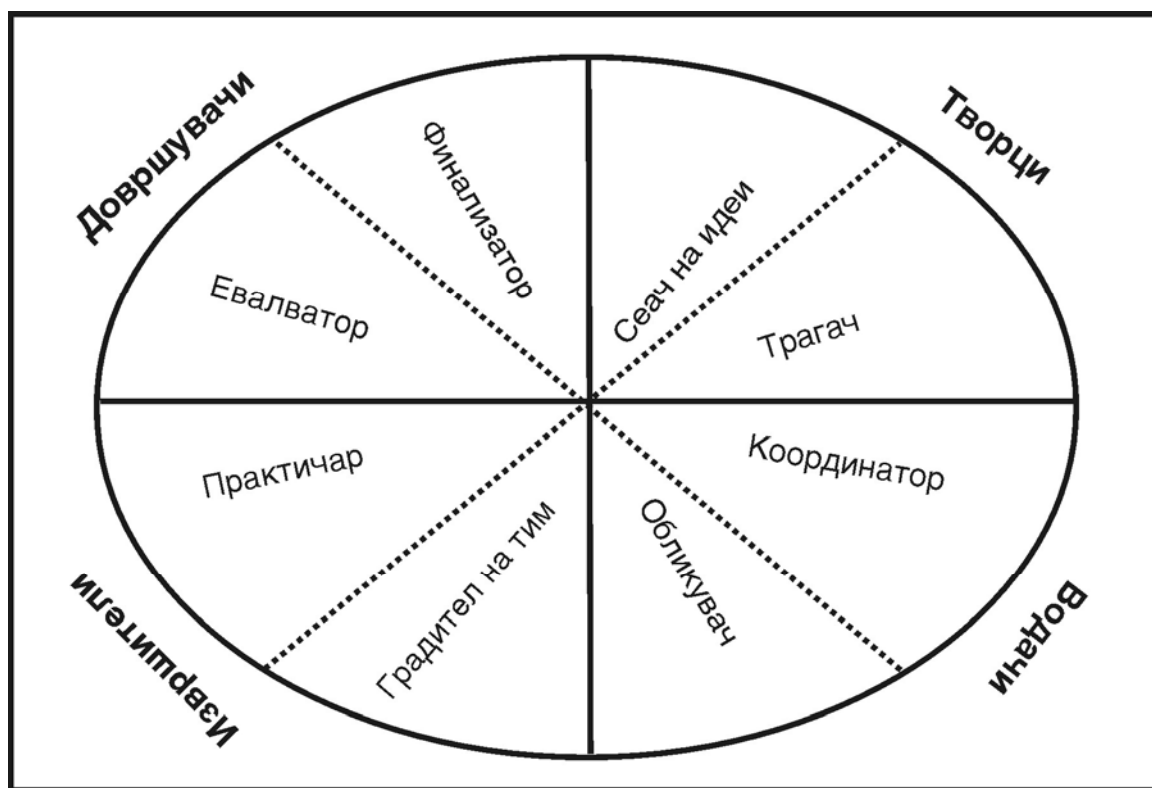 Довршувачи
Творци
Финализатор
Сеач на идеи
Евалватор
Трагач
Практичар
Координатор
Градител на тим
Обликувач
Извршители
Водачи